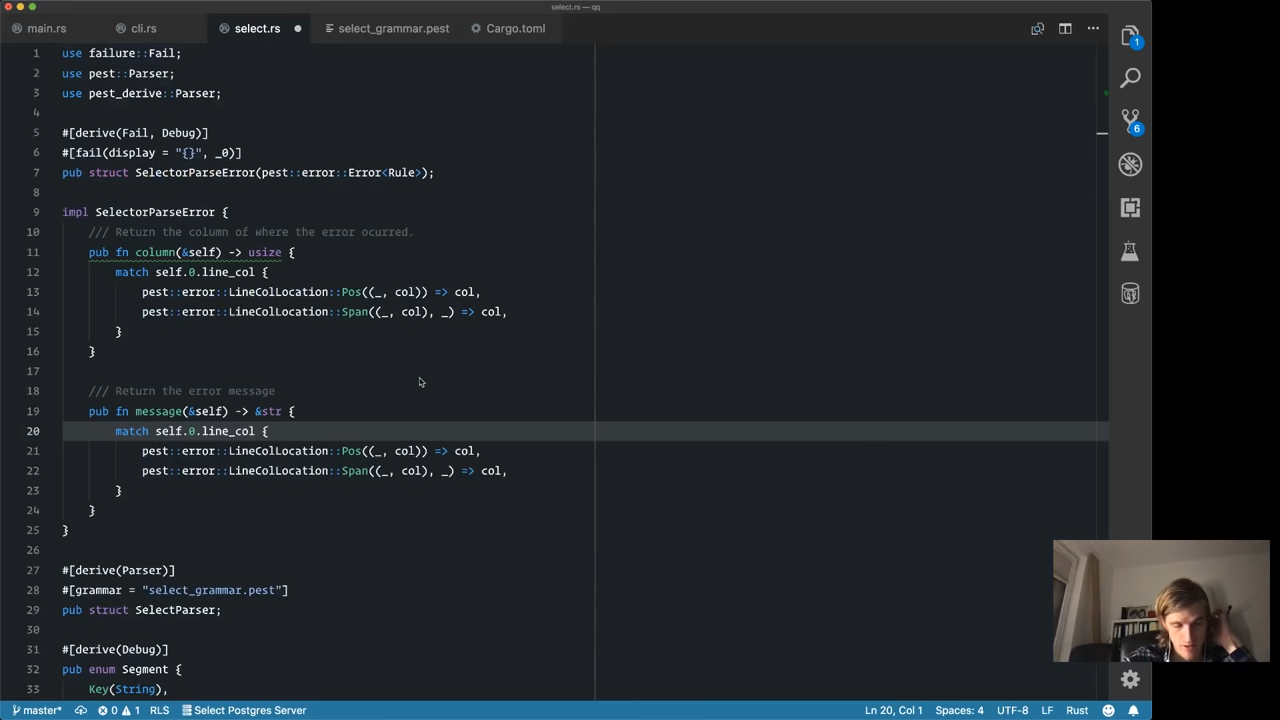 select.rs — qq
main.rs cli.rs select.rs select_grammar.pest Cargo.toml
1 use failure::Fail;
2 use pest::Parser;
3 use pest_derive::Parser;
4
5 #[derive(Fail, Debug)]
6 #[fail(display = "{}", _0)]
7 pub struct SelectorParseError(pest::error::Error<Rule>);
8
9 impl SelectorParseError {
10 /// Return the column of where the error ocurred.
11 pub fn column(&self) -> usize {
12 match self.0.line_col {
13 pest::error::LineColLocation::Pos((_, col)) => col,
14 pest::error::LineColLocation::Span((_, col), _) => col,
15 }
16 }
17
18 /// Return the error message
19 pub fn message(&self) -> &str {
20 match self.0.line_col {
21 pest::error::LineColLocation::Pos((_, col)) => col,
22 pest::error::LineColLocation::Span((_, col), _) => col,
23 }
24 }
25 }
26
27 #[derive(Parser)]
28 #[grammar = "select_grammar.pest"]
29 pub struct SelectParser;
30
31 #[derive(Debug)]
32 pub enum Segment {
33 Key(String),
1
6
master* 0 1 RLS Select Postgres Server Ln 20, Col 1 Spaces: 4 UTF-8 LF Rust